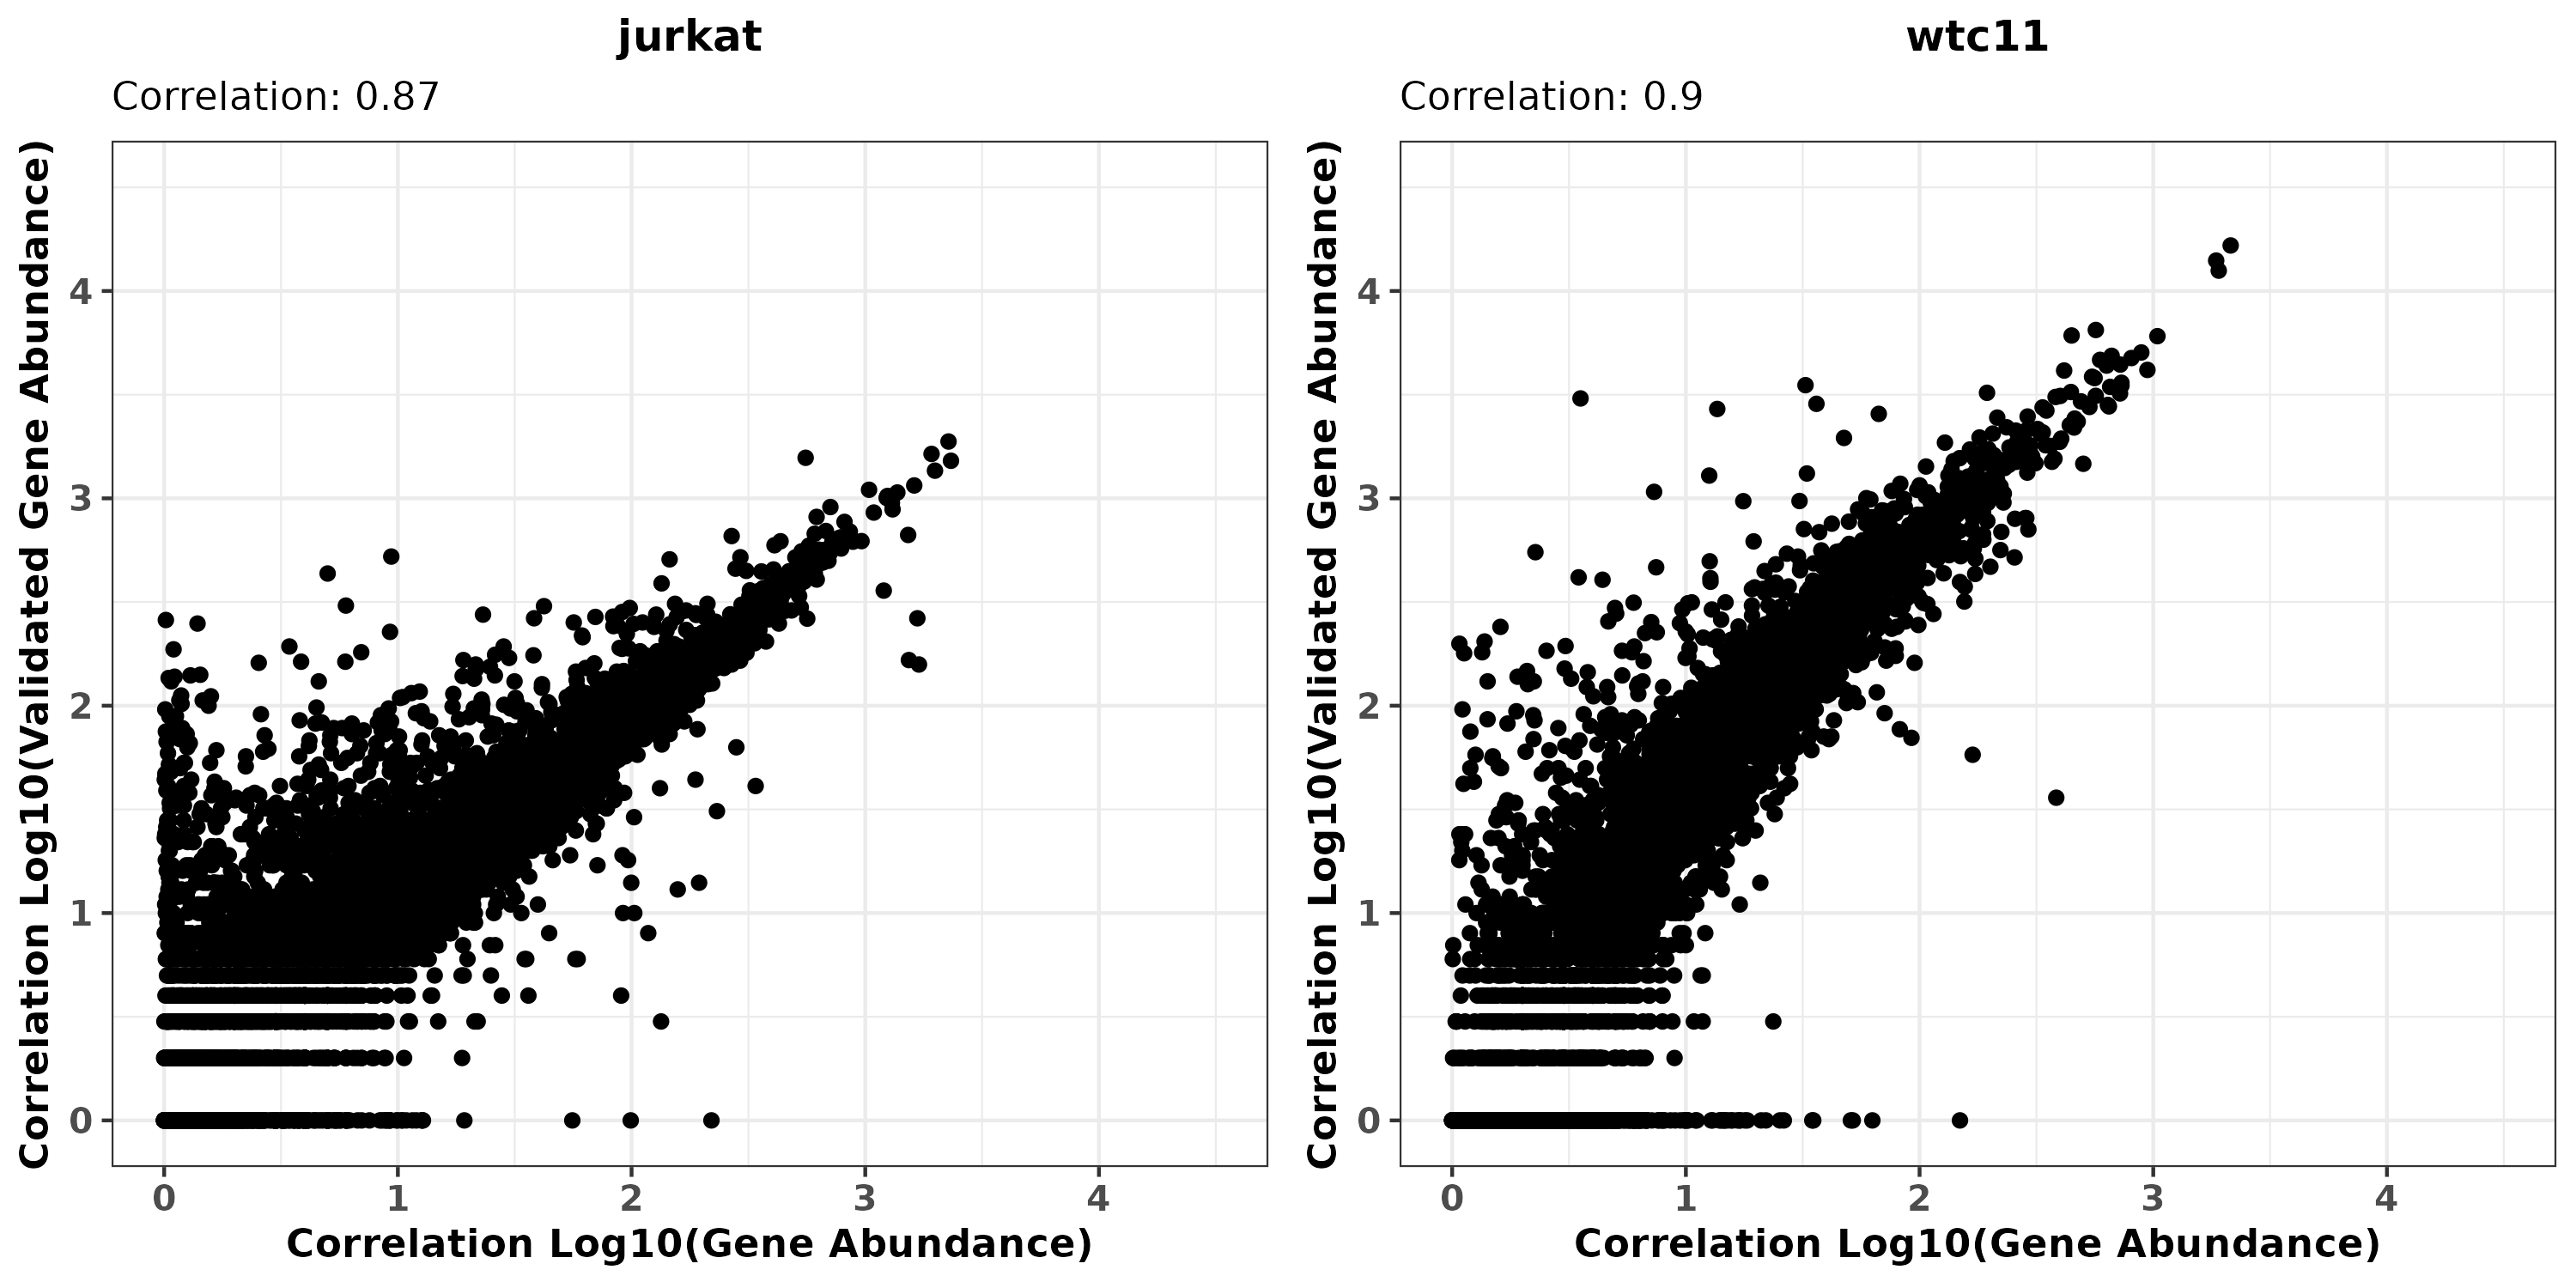 jurkat
Correlation: 0.87
Correlation Log10(Validated Gene Abundance)
4
3
2
1
0
0 1 2 3 4
Correlation Log10(Gene Abundance)
wtc11
Correlation: 0.9
Correlation Log10(Validated Gene Abundance)
4
3
2
1
0
0 1 2 3 4
Correlation Log10(Gene Abundance)